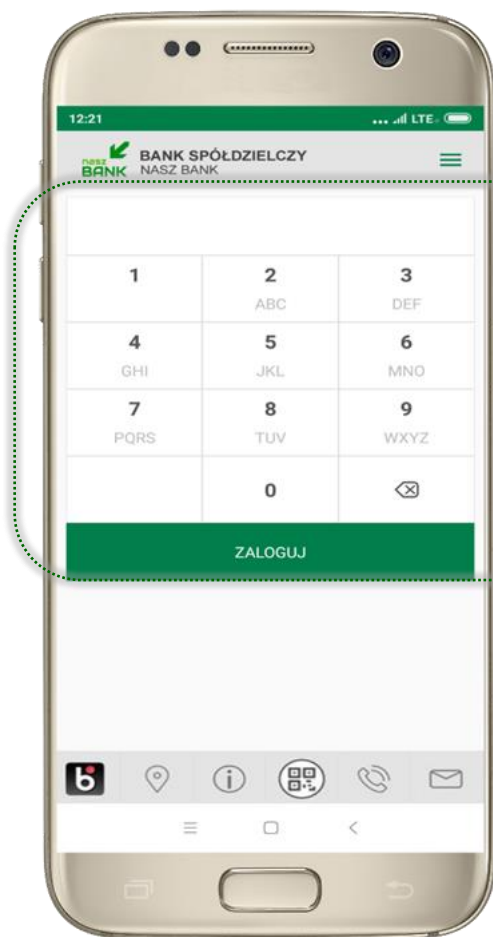 12:21 LTE
nasz BANK
BANK SPÓŁDZIELCZY
NASZ BANK
1 2 3
ABC DEF
4 5 6
GHI JKL MNO
7 8 9
PQRS TUV WXYZ
0
ZALOGUJ